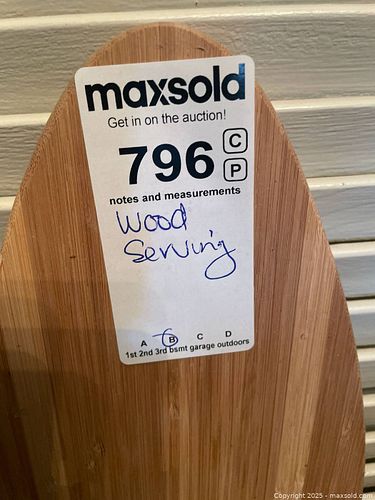 maxsold
Get in on the auction!
796 C
P
notes and measurements
Wood
Serving
A B C D
1st 2nd 3rd bsmt garage outdoors
Copyright 2025 - maxsold.com